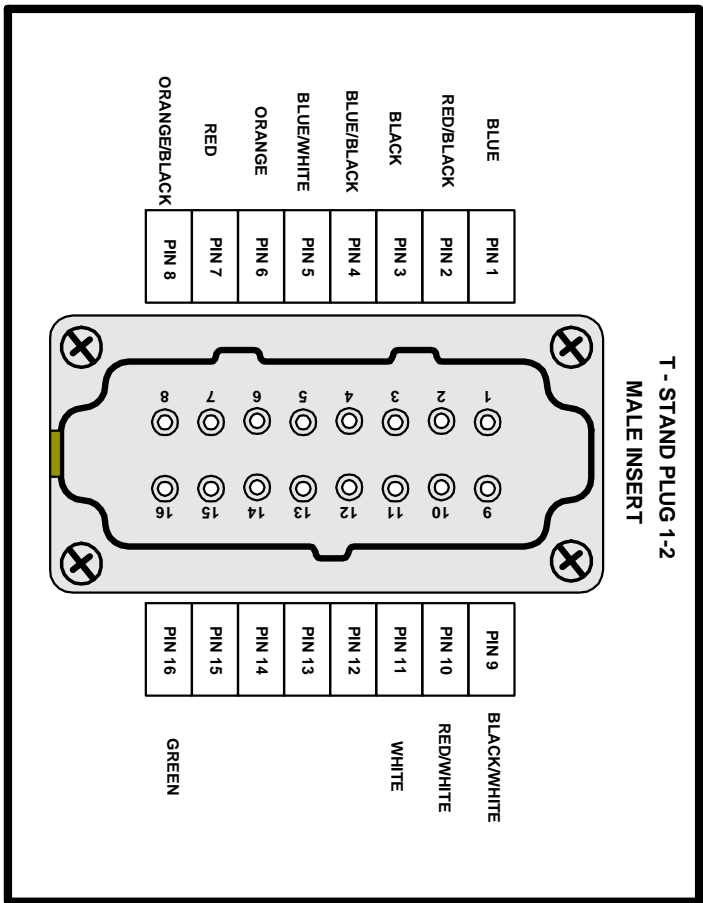 T - STAND PLUG 1-2
MALE INSERT
BLUE PIN 1 1 9 PIN 9 BLACK/WHITE
RED/BLACK PIN 2 2 10 PIN 10 RED/WHITE
BLACK PIN 3 3 11 PIN 11 WHITE
BLUE/BLACK PIN 4 4 12 PIN 12
BLUE/WHITE PIN 5 5 13 PIN 13
ORANGE PIN 6 6 14 PIN 14
RED PIN 7 7 15 PIN 15
ORANGE/BLACK PIN 8 8 16 PIN 16 GREEN